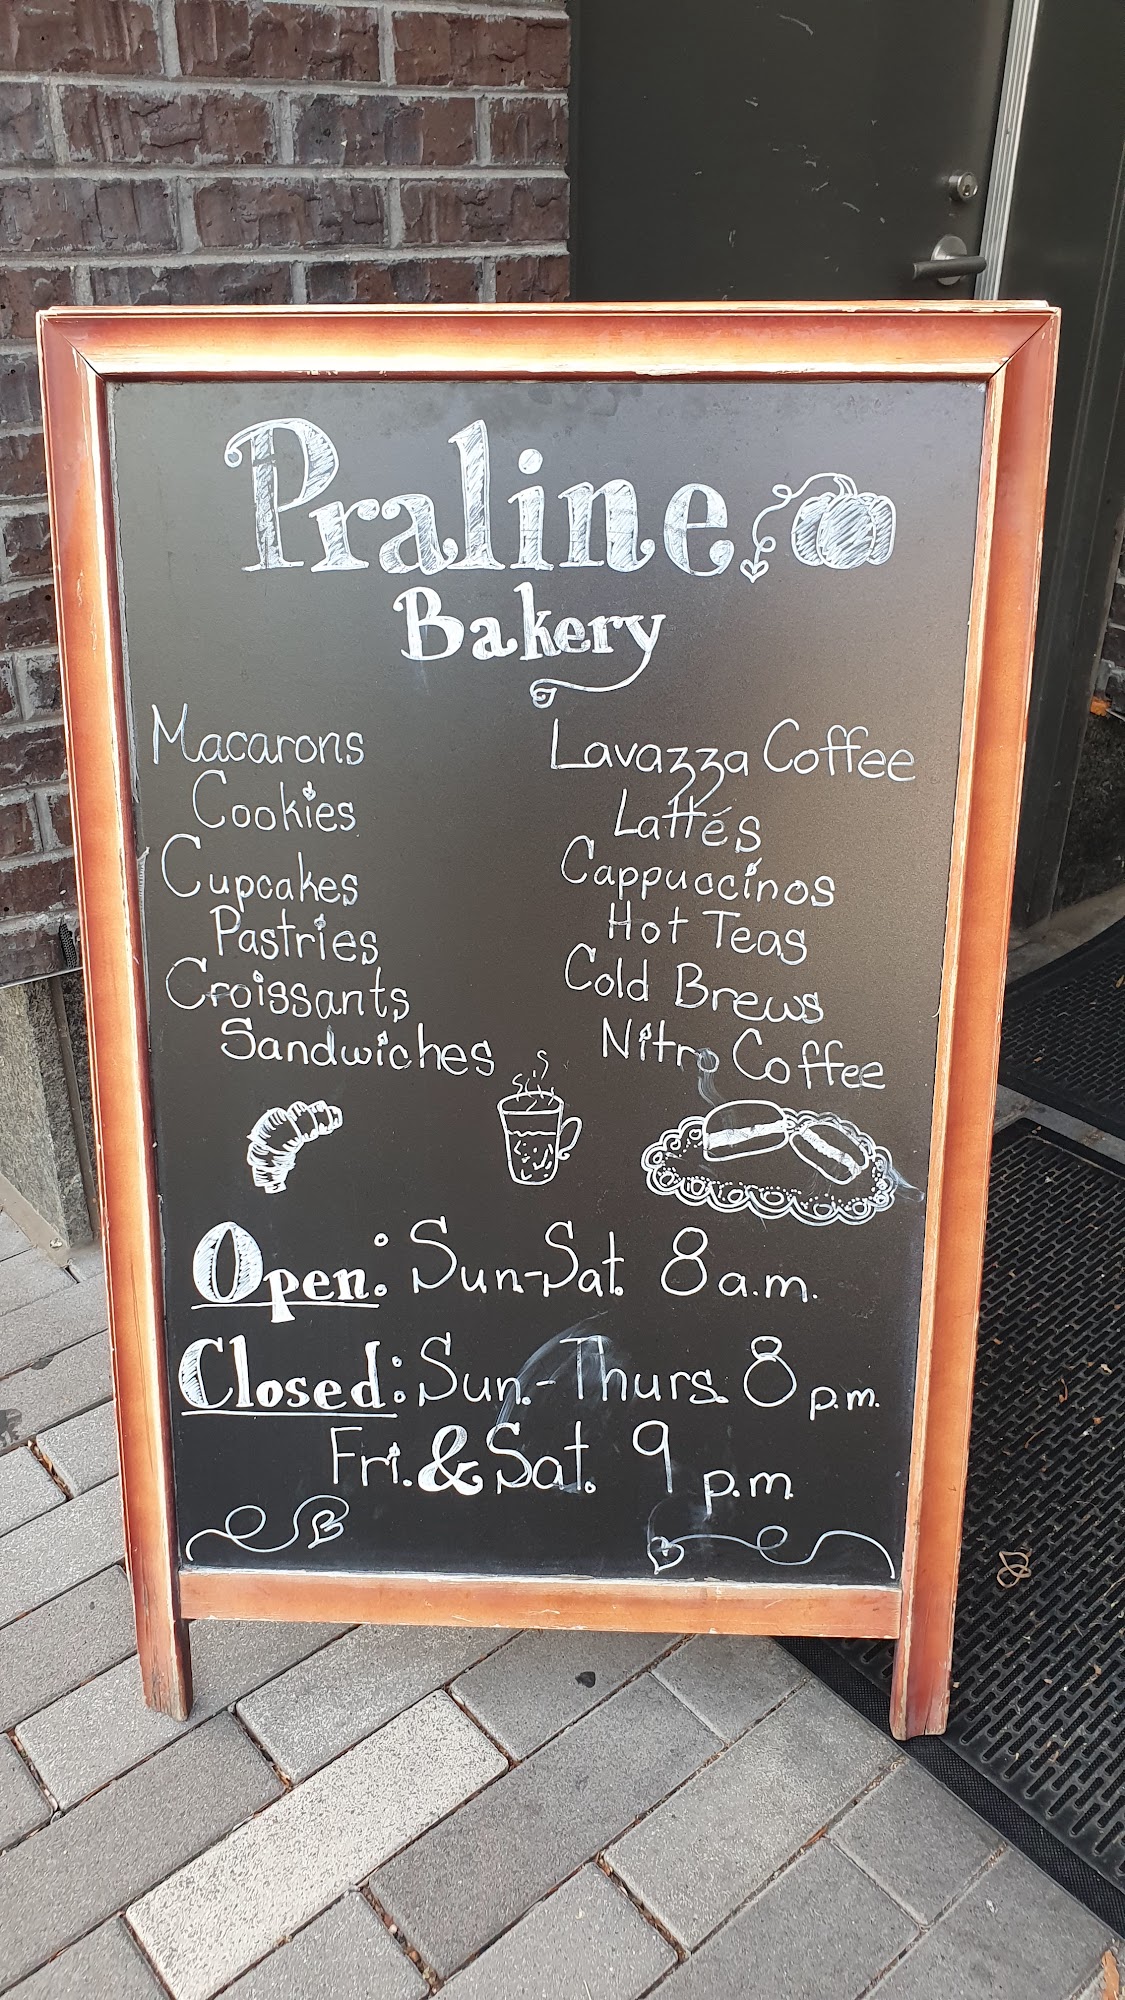 Praline
Bakery
Macarons
Cookies
Cupcakes
Pastries
Croissants
Sandwiches
Lavazza Coffee
Lattés
Cappuccinos
Hot Teas
Cold Brews
Nitro Coffee
Open: Sun-Sat. 8 a.m.
Closed: Sun.-Thurs. 8 p.m.
Fri. & Sat. 9 p.m.